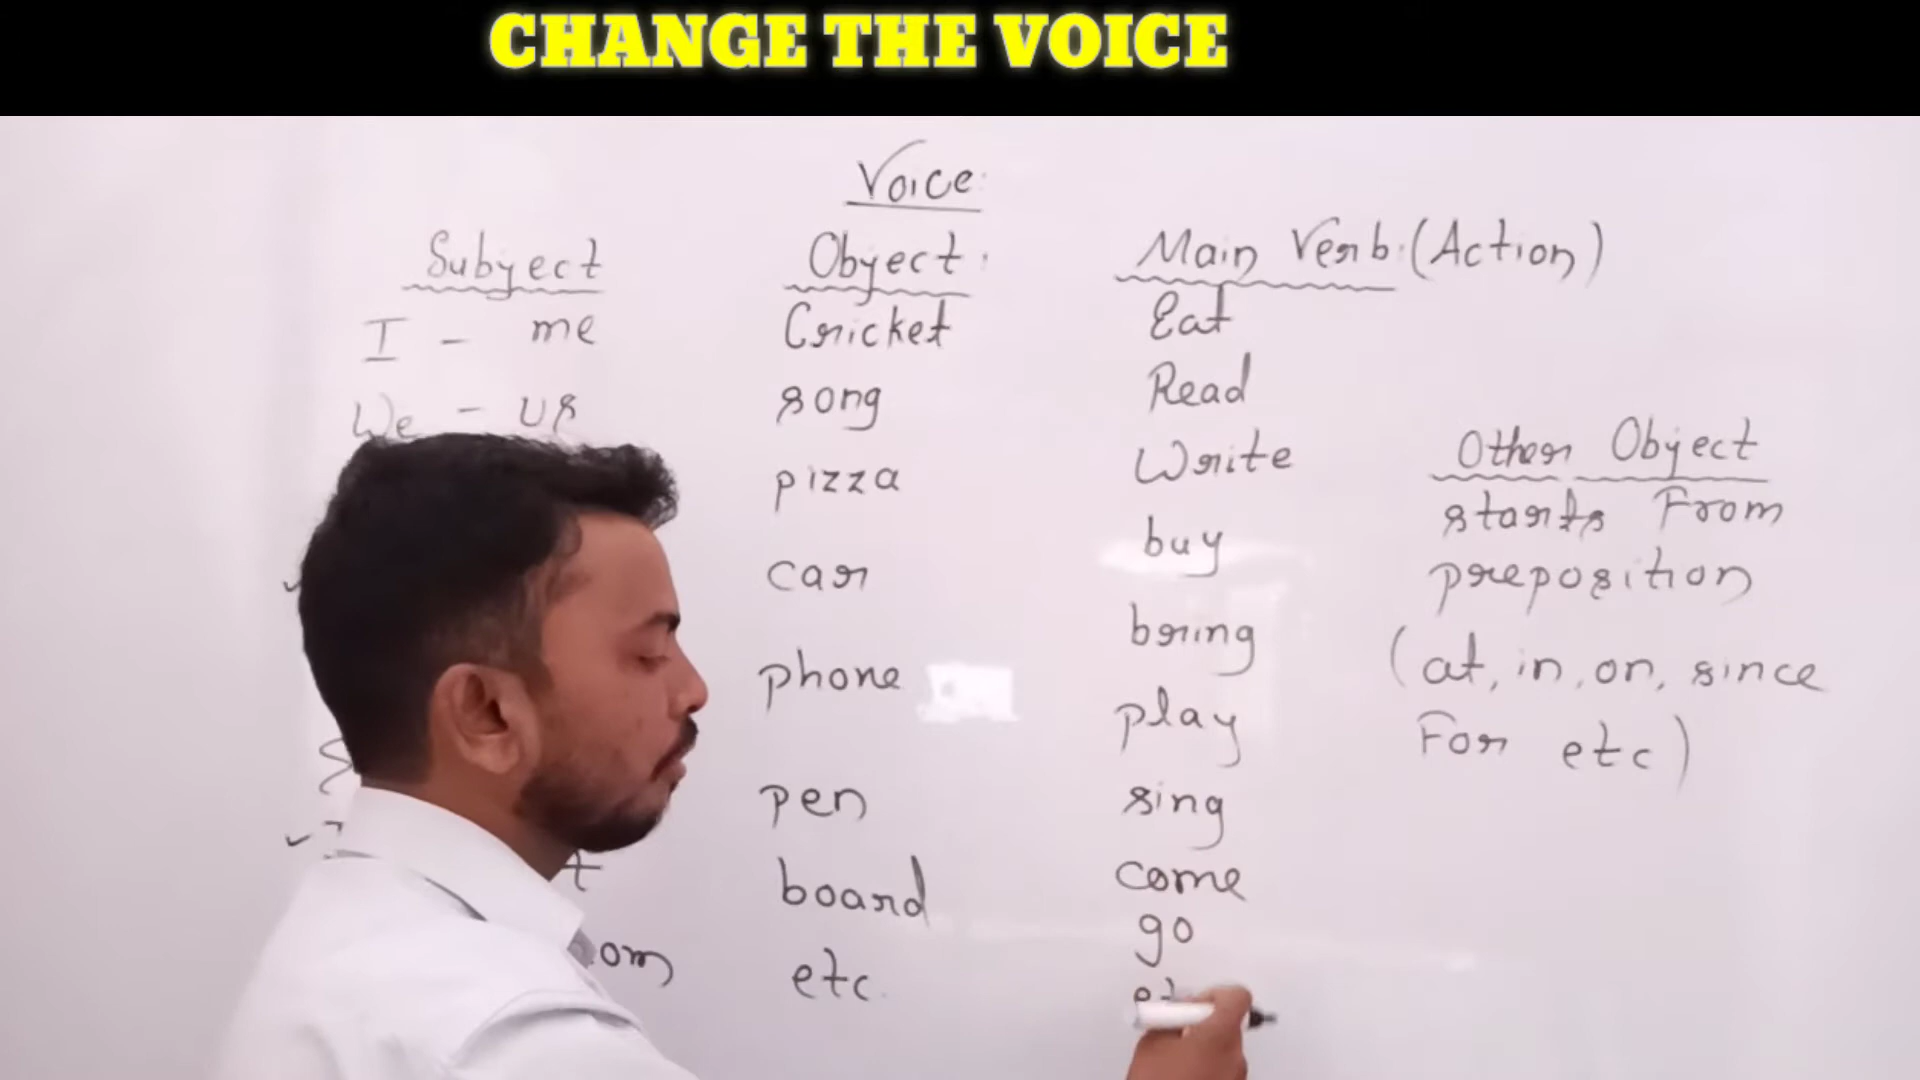 CHANGE THE VOICE
Voice
Subject
I - me
We - us
om
Object
Cricket
song
pizza
car
phone
pen
board
etc
Main Verb (Action)
Eat
Read
Write
buy
bring
play
sing
come
go
Other Object
starts From
preposition
(at, in, on, since
For etc)